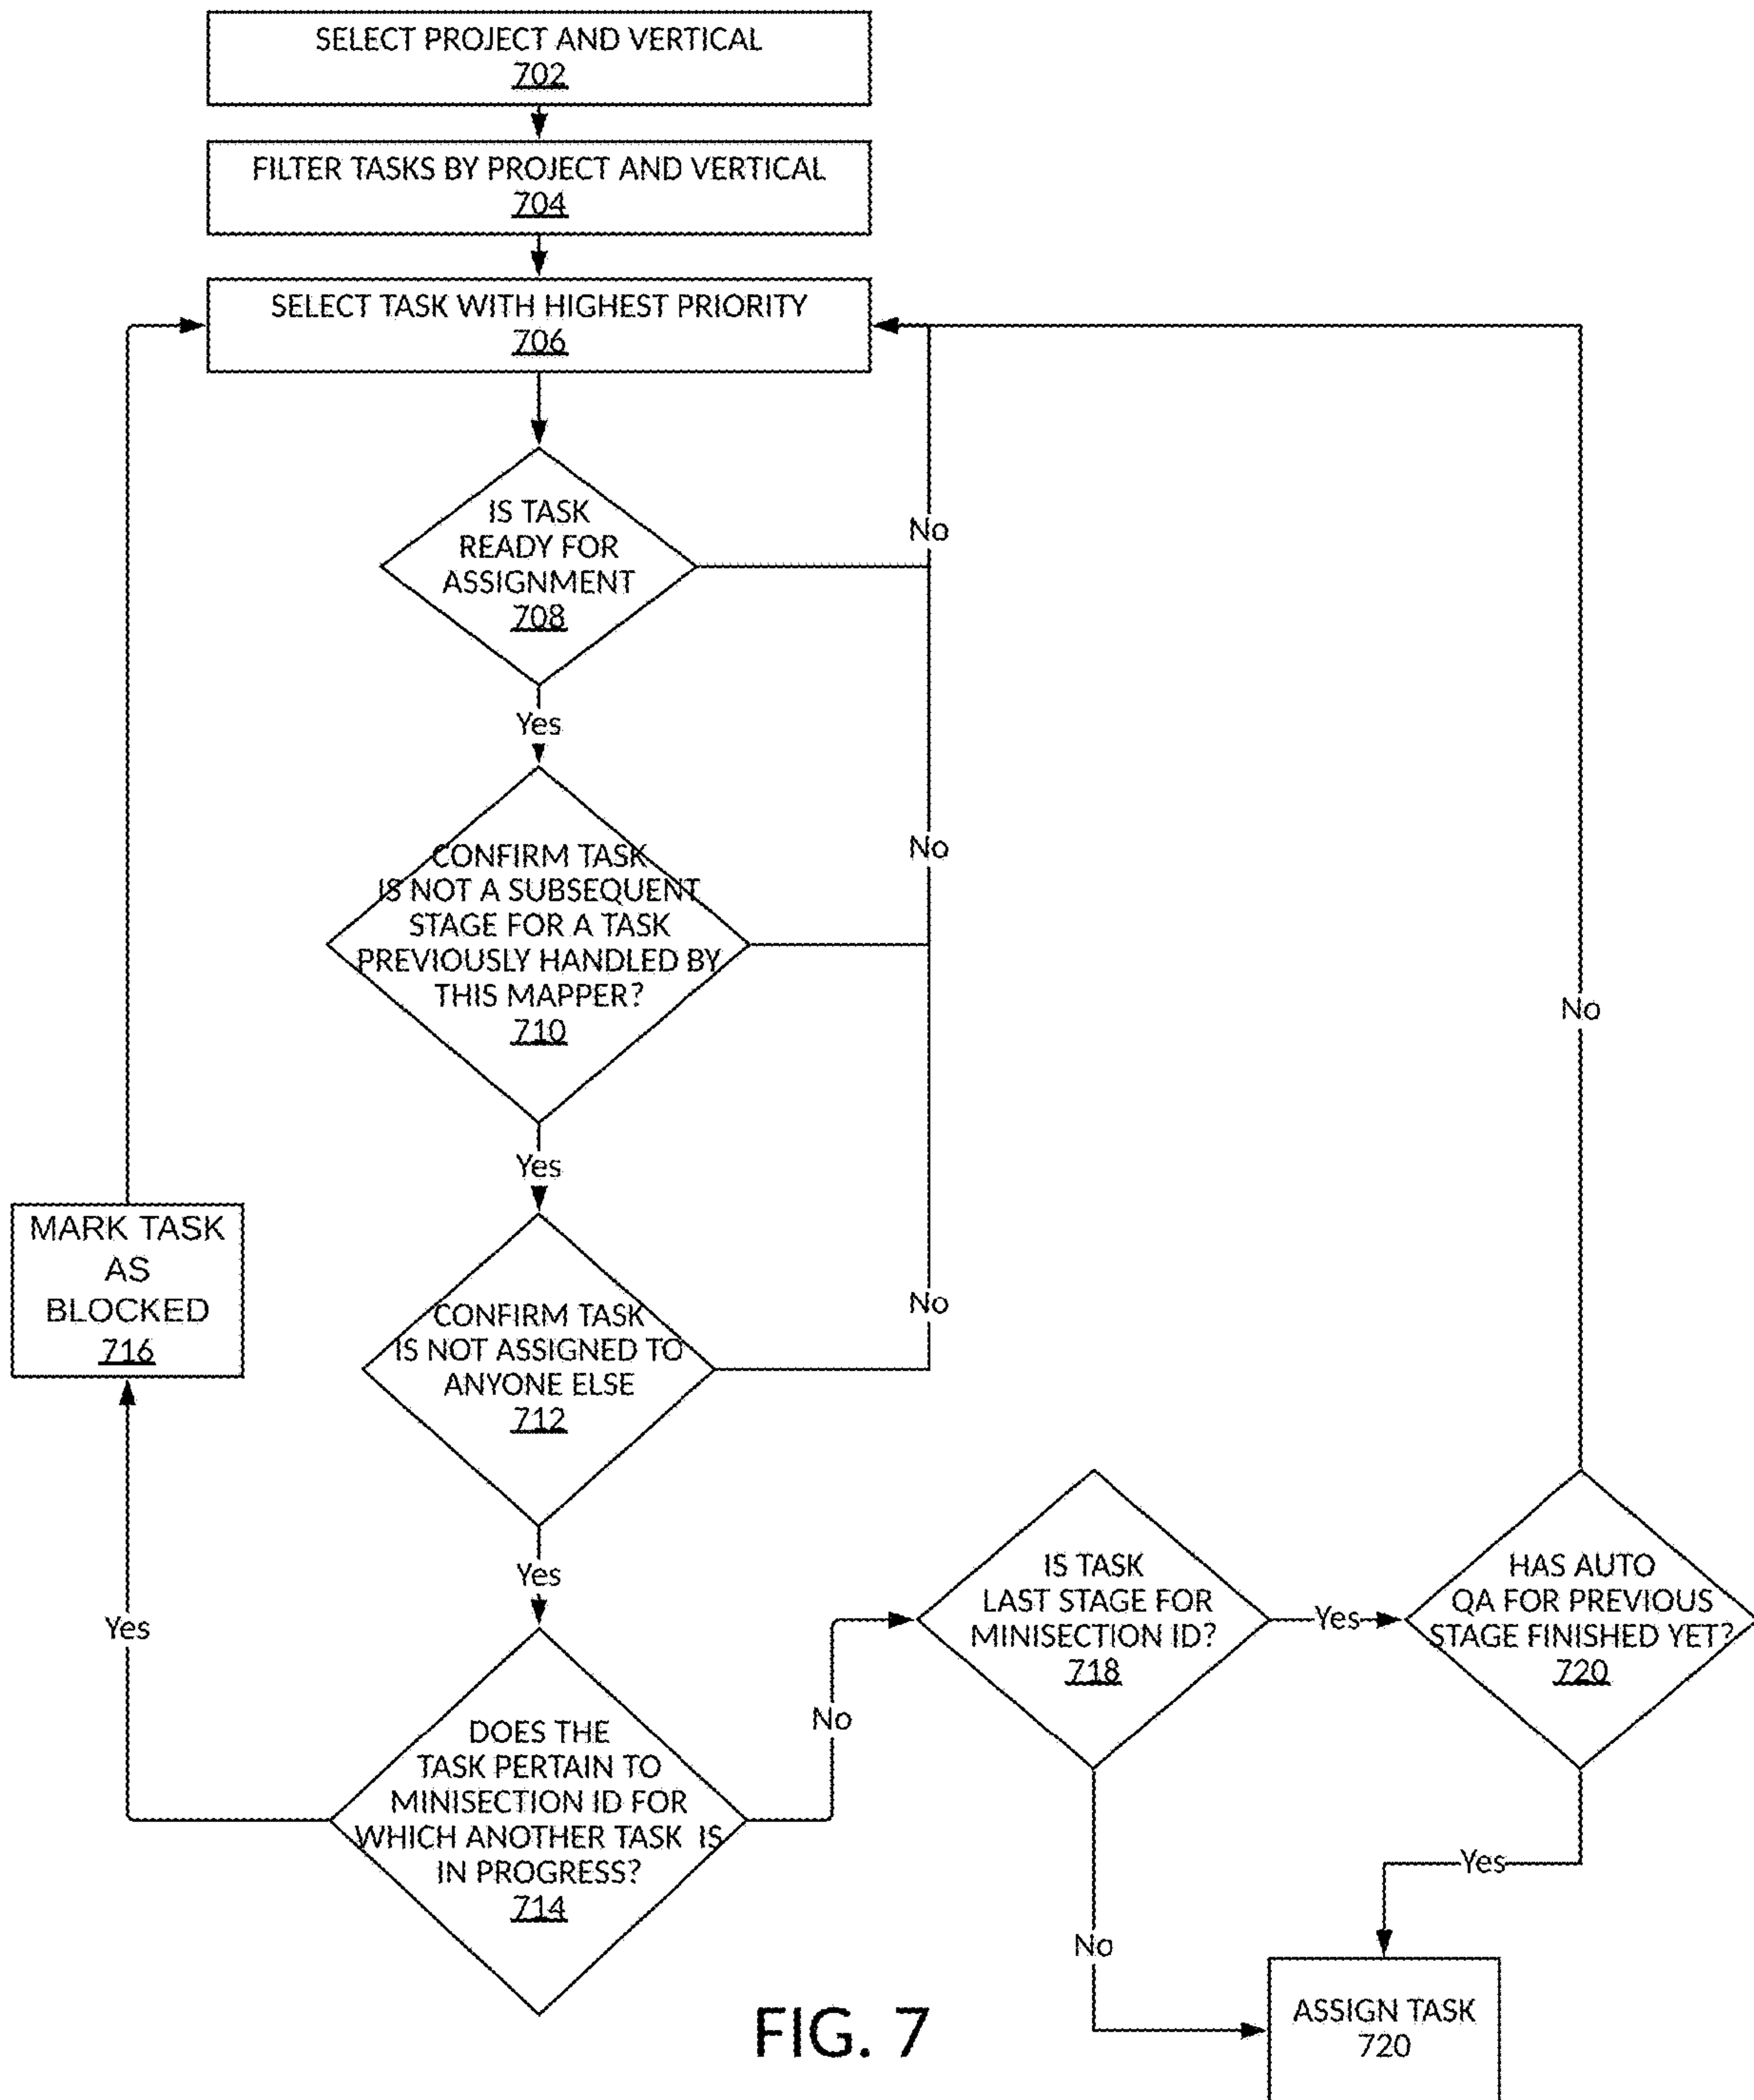 SELECT PROJECT AND VERTICAL
702
FILTER TASKS BY PROJECT AND VERTICAL
704
SELECT TASK WITH HIGHEST PRIORITY
706
IS TASK
READY FOR
ASSIGNMENT
708
No
Yes
CONFIRM TASK
IS NOT A SUBSEQUENT
STAGE FOR A TASK
PREVIOUSLY HANDLED BY
THIS MAPPER?
710
No
Yes
CONFIRM TASK
IS NOT ASSIGNED TO
ANYONE ELSE
712
No
Yes
MARK TASK
AS
BLOCKED
716
Yes
DOES THE
TASK PERTAIN TO
MINISECTION ID FOR
WHICH ANOTHER TASK IS
IN PROGRESS?
714
No
IS TASK
LAST STAGE FOR
MINISECTION ID?
718
Yes
HAS AUTO
QA FOR PREVIOUS
STAGE FINISHED YET?
720
No
Yes
No
ASSIGN TASK
720
FIG. 7